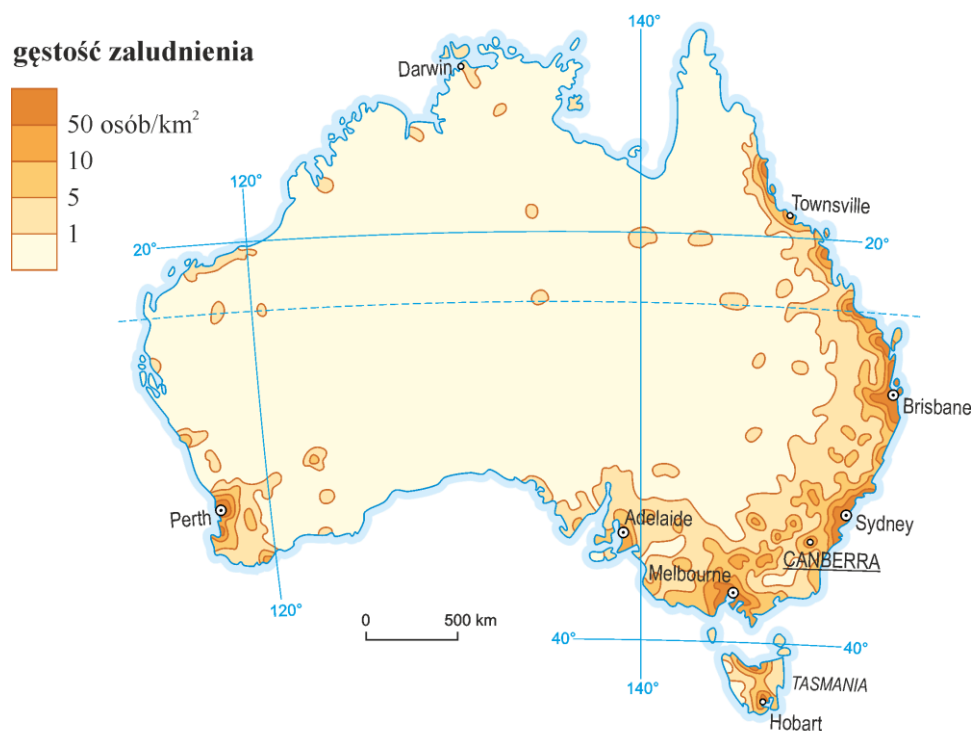 gęstość zaludnienia
50 osób/km²
10
5
1
140°
Darwin
120°
Townsville
20°
20°
Brisbane
Perth
Adelaide
Sydney
CANBERRA
Melbourne
120°
0 500 km
40°
40°
140°
TASMANIA
Hobart